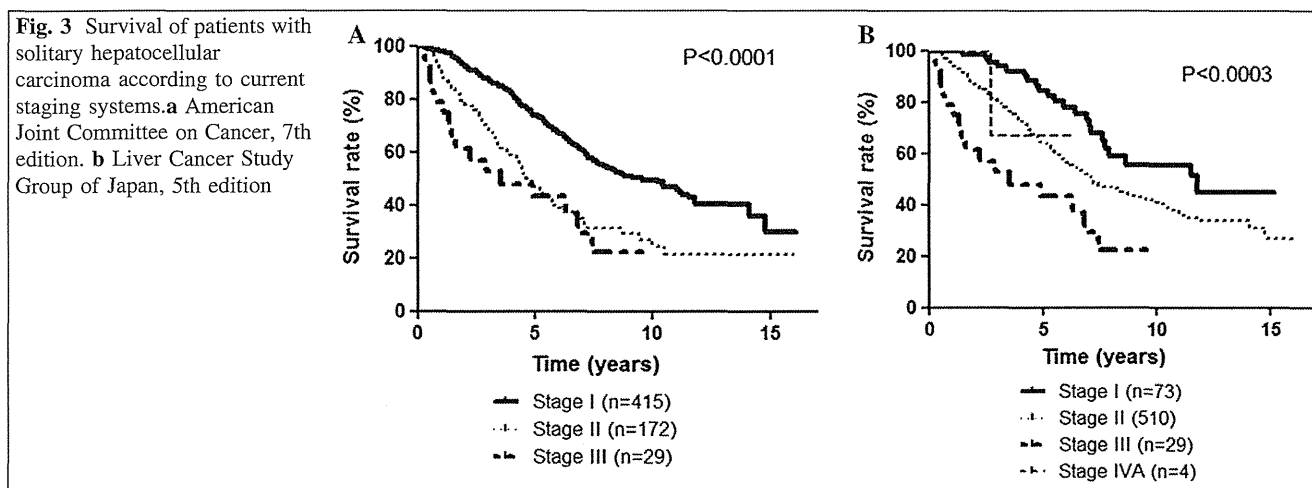 Fig. 3 Survival of patients with
solitary hepatocellular
carcinoma according to current
staging systems.a American
Joint Committee on Cancer, 7th
edition. b Liver Cancer Study
Group of Japan, 5th edition
A
P<0.0001
Survival rate (%)
100
80
60
40
20
0
0 5 10 15
Time (years)
Stage I (n=415)
Stage II (n=172)
Stage III (n=29)
B
P<0.0003
Survival rate (%)
100
80
60
40
20
0
0 5 10 15
Time (years)
Stage I (n=73)
Stage II (510)
Stage III (n=29)
Stage IVA (n=4)